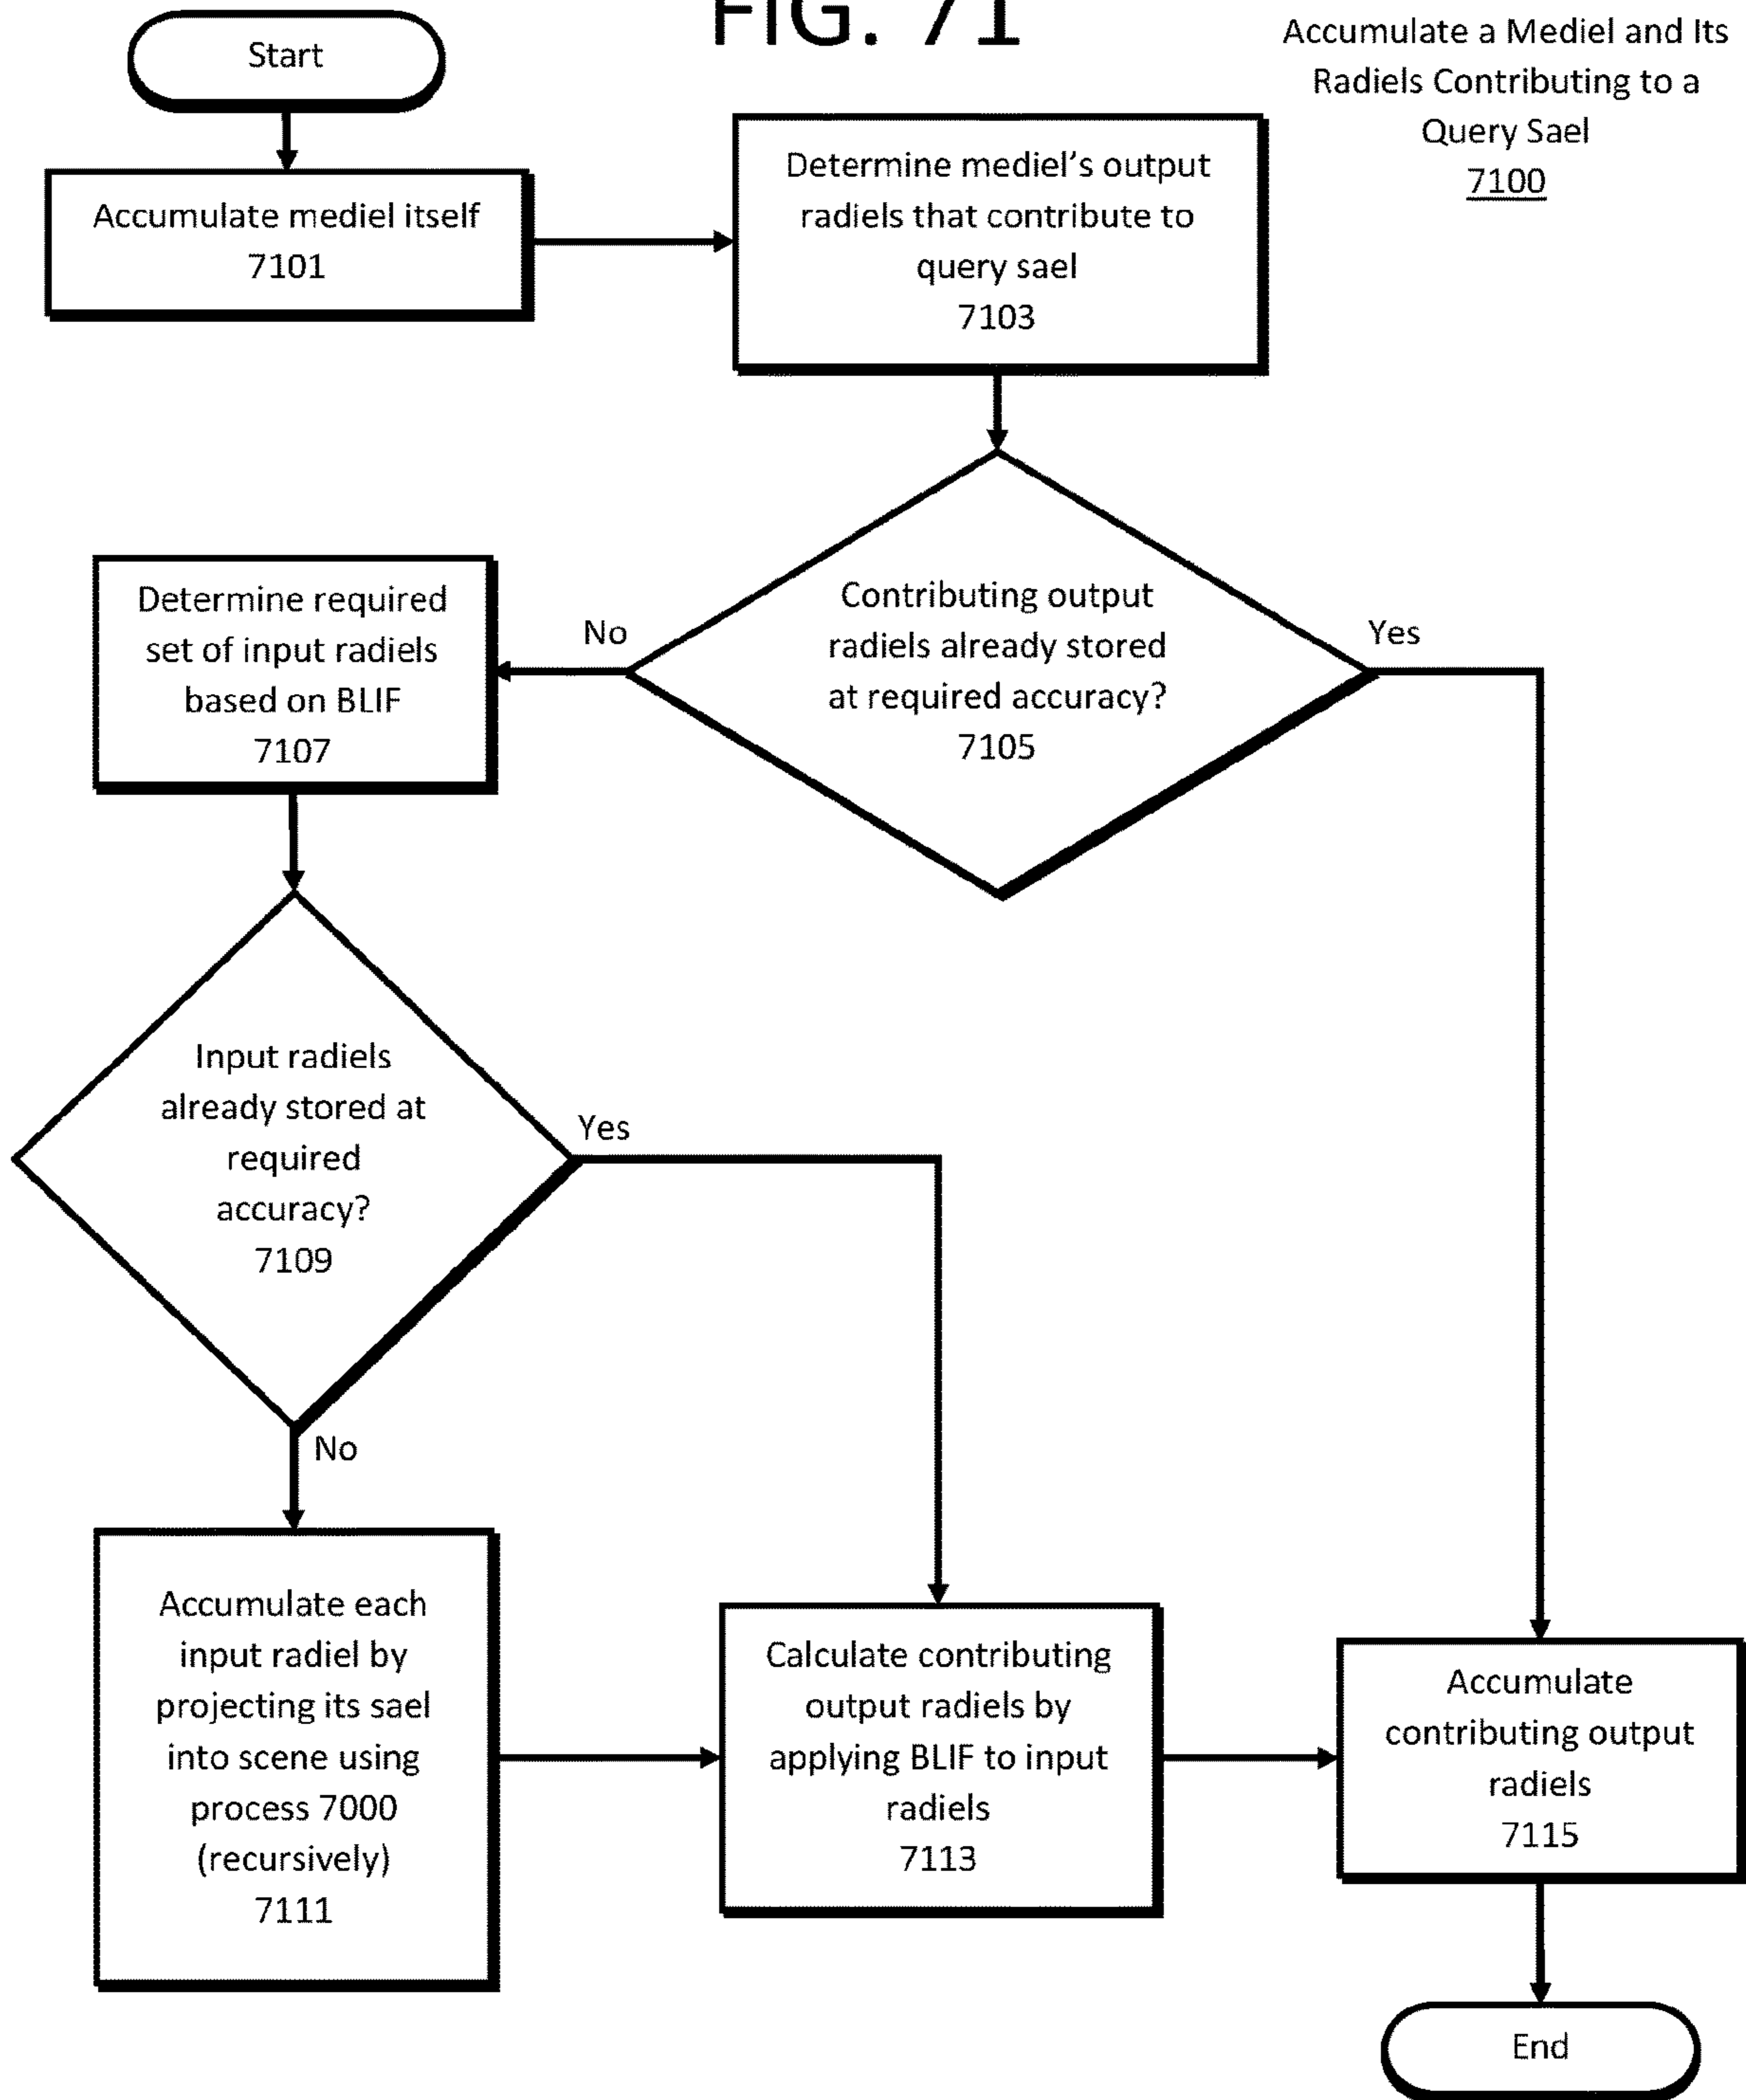 FIG. 71
Accumulate a Mediel and Its
Radiels Contributing to a
Query Sael
7100
Start
Accumulate mediel itself
7101
Determine mediel's output
radiels that contribute to
query sael
7103
Contributing output
radiels already stored
at required accuracy?
7105
No
Yes
Determine required
set of input radiels
based on BLIF
7107
Input radiels
already stored at
required
accuracy?
7109
Yes
No
Accumulate each
input radiel by
projecting its sael
into scene using
process 7000
(recursively)
7111
Calculate contributing
output radiels by
applying BLIF to input
radiels
7113
Accumulate
contributing output
radiels
7115
End